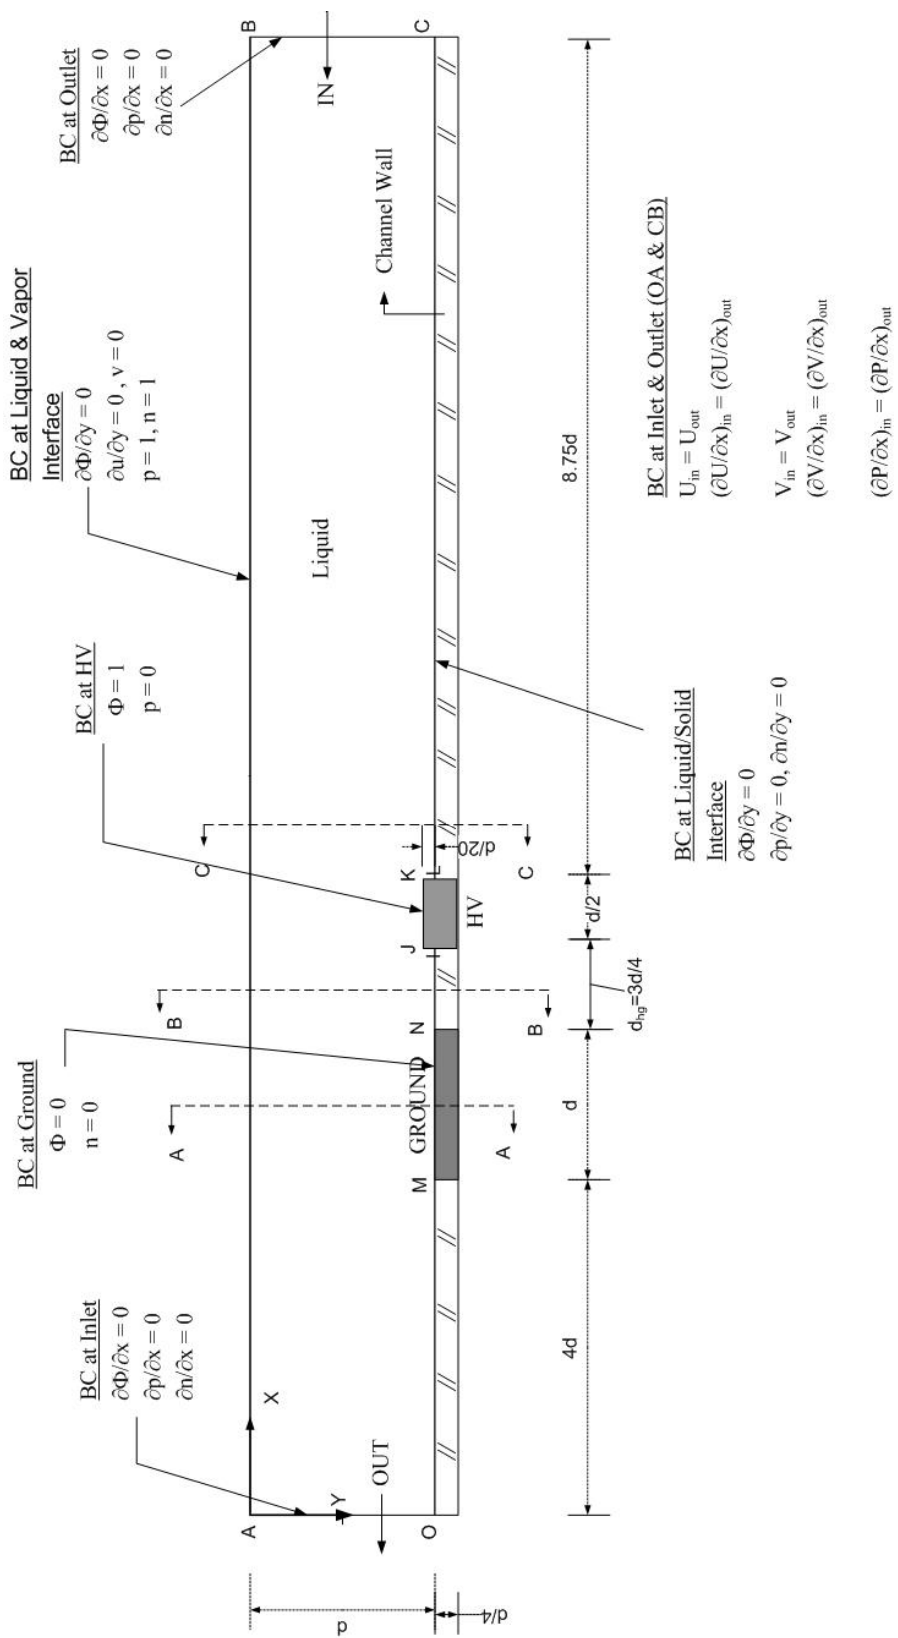 BC at Inlet
∂Φ/∂x = 0
∂p/∂x = 0
∂n/∂x = 0
BC at Ground
Φ = 0
n = 0
BC at HV
Φ = 1
p = 0
BC at Liquid & Vapor
Interface
∂Φ/∂y = 0
∂u/∂y = 0, v = 0
p = 1, n = 1
BC at Outlet
∂Φ/∂x = 0
∂p/∂x = 0
∂n/∂x = 0
A
X
Y
B
IN
OUT
Liquid
Channel Wall
A
B
C
O
M
GROUND
N
J
I
K
L
C
HV
d/20
A
B
C
d
d/4
4d
d
d_hg=3d/4
d/2
8.75d
BC at Liquid/Solid
Interface
∂Φ/∂y = 0
∂p/∂y = 0, ∂n/∂y = 0
BC at Inlet & Outlet (OA & CB)
U_in = U_out
(∂U/∂x)_in = (∂U/∂x)_out
V_in = V_out
(∂V/∂x)_in = (∂V/∂x)_out
(∂P/∂x)_in = (∂P/∂x)_out